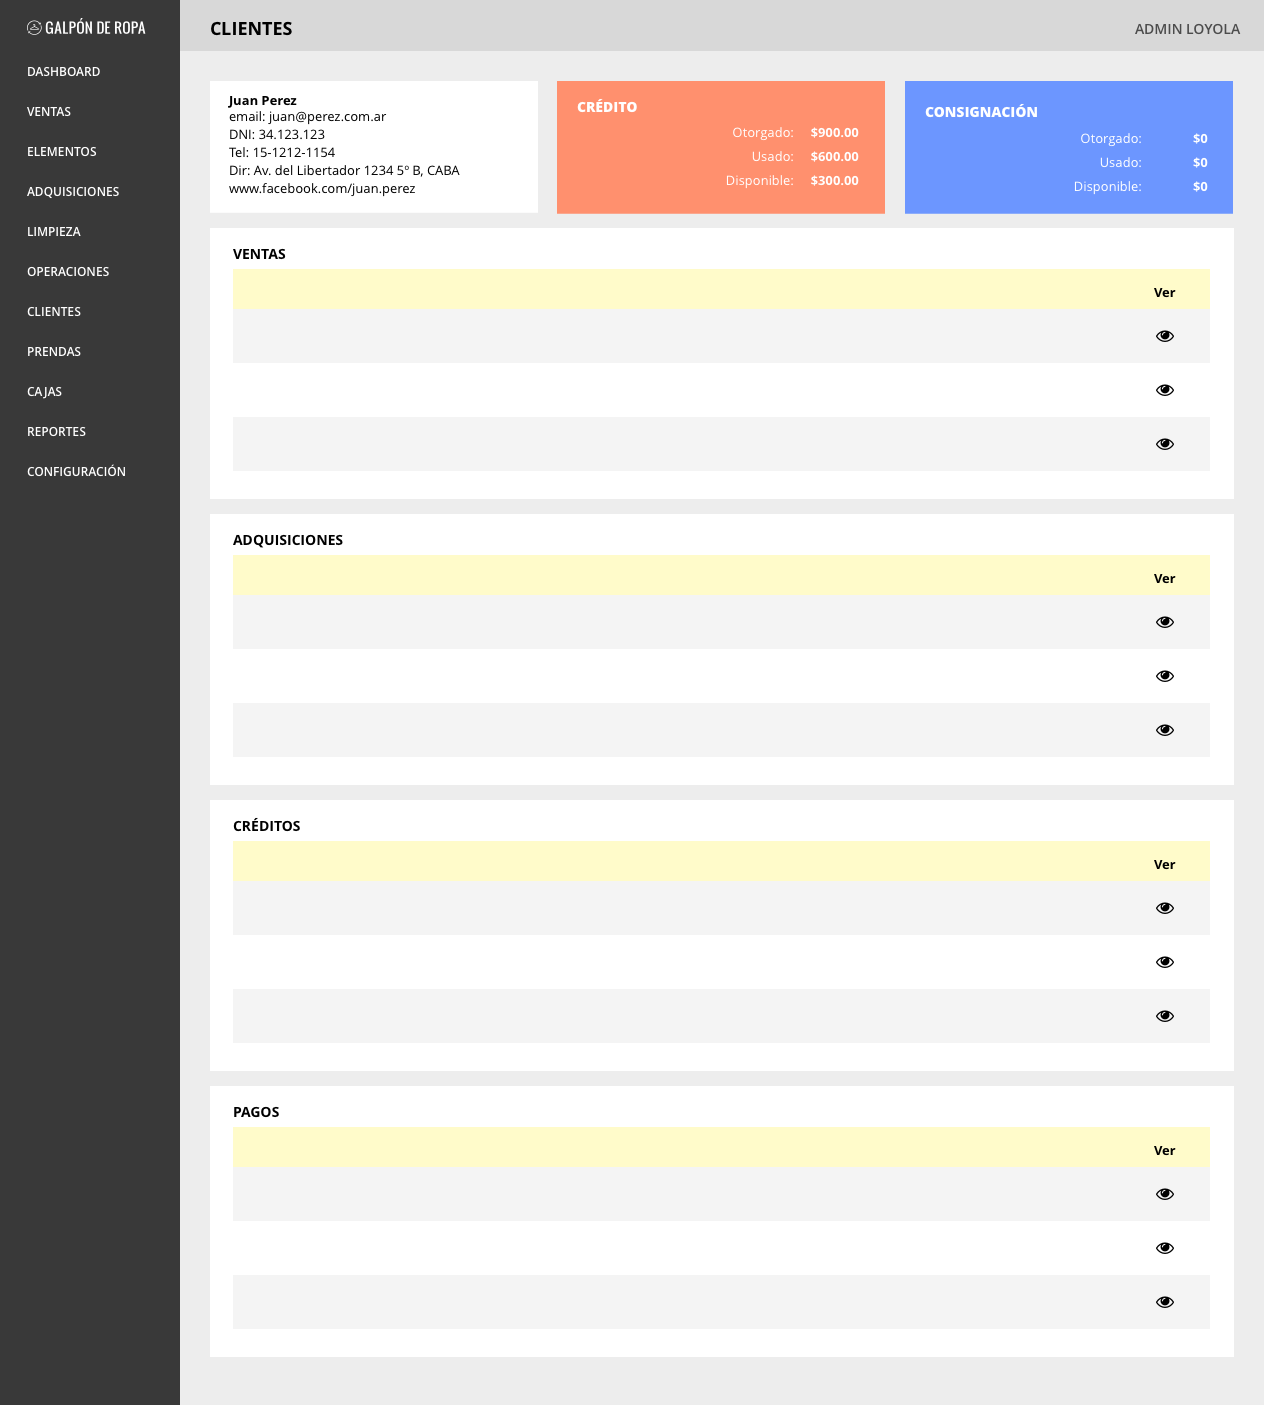 GALPÓN DE ROPA
DASHBOARD
VENTAS
ELEMENTOS
ADQUISICIONES
LIMPIEZA
OPERACIONES
CLIENTES
PRENDAS
CAJAS
REPORTES
CONFIGURACIÓN
CLIENTES
ADMIN LOYOLA
Juan Perez
email: juan@perez.com.ar
DNI: 34.123.123
Tel: 15-1212-1154
Dir: Av. del Libertador 1234 5º B, CABA
www.facebook.com/juan.perez
CRÉDITO
Otorgado: $900.00
Usado: $600.00
Disponible: $300.00
CONSIGNACIÓN
Otorgado: $0
Usado: $0
Disponible: $0
VENTAS
Ver
ADQUISICIONES
Ver
CRÉDITOS
Ver
PAGOS
Ver